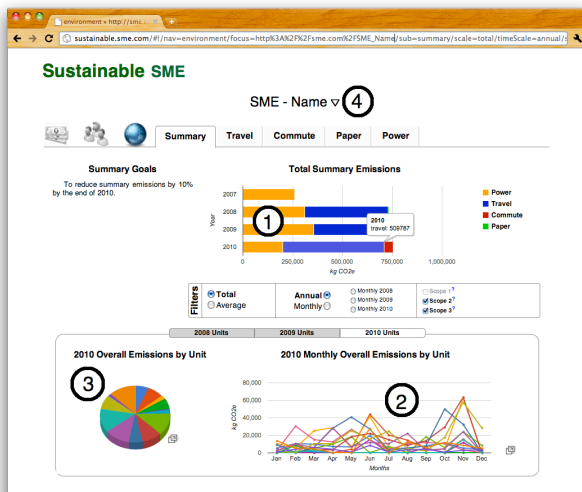 environment » http://sme.c
sustainable.sme.com/#!/nav=environment/focus=http%3A%2F%2Fsme.com%2FSME_Name/sub=summary/scale=total/timeScale=annual/s
Sustainable SME
SME - Name ▽ 4
Summary Travel Commute Paper Power
Summary Goals
To reduce summary emissions by 10%
by the end of 2010.
Total Summary Emissions
Year
2007
2008
2009
2010
1
2010
travel: 509787
0 250,000 500,000 750,000 1,000,000
kg CO2e
Power
Travel
Commute
Paper
Filters
Total
Average
Annual
Monthly
Monthly 2008
Monthly 2009
Monthly 2010
Scope 1?
Scope 2?
Scope 3?
2008 Units 2009 Units 2010 Units
2010 Overall Emissions by Unit
3
2010 Monthly Overall Emissions by Unit
2
kg CO2e
80,000
60,000
40,000
20,000
0
Jan Feb Mar Apr May Jun Jul Aug Sep Oct Nov Dec
Months